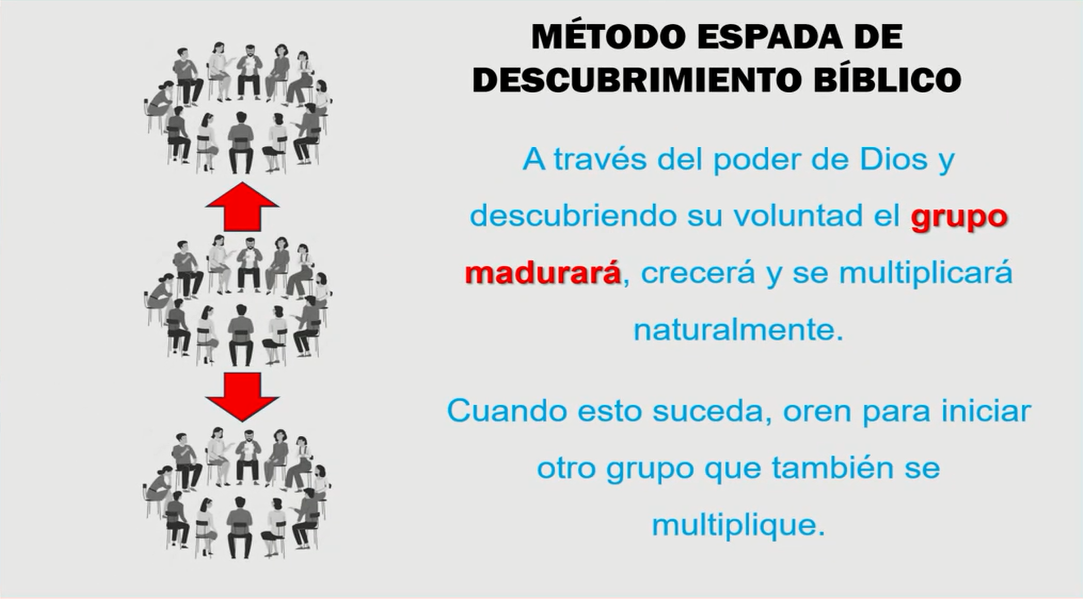 MÉTODO ESPADA DE
DESCUBRIMIENTO BÍBLICO
A través del poder de Dios y
descubriendo su voluntad el grupo
madurará, crecerá y se multiplicará
naturalmente.
Cuando esto suceda, oren para iniciar
otro grupo que también se
multiplique.